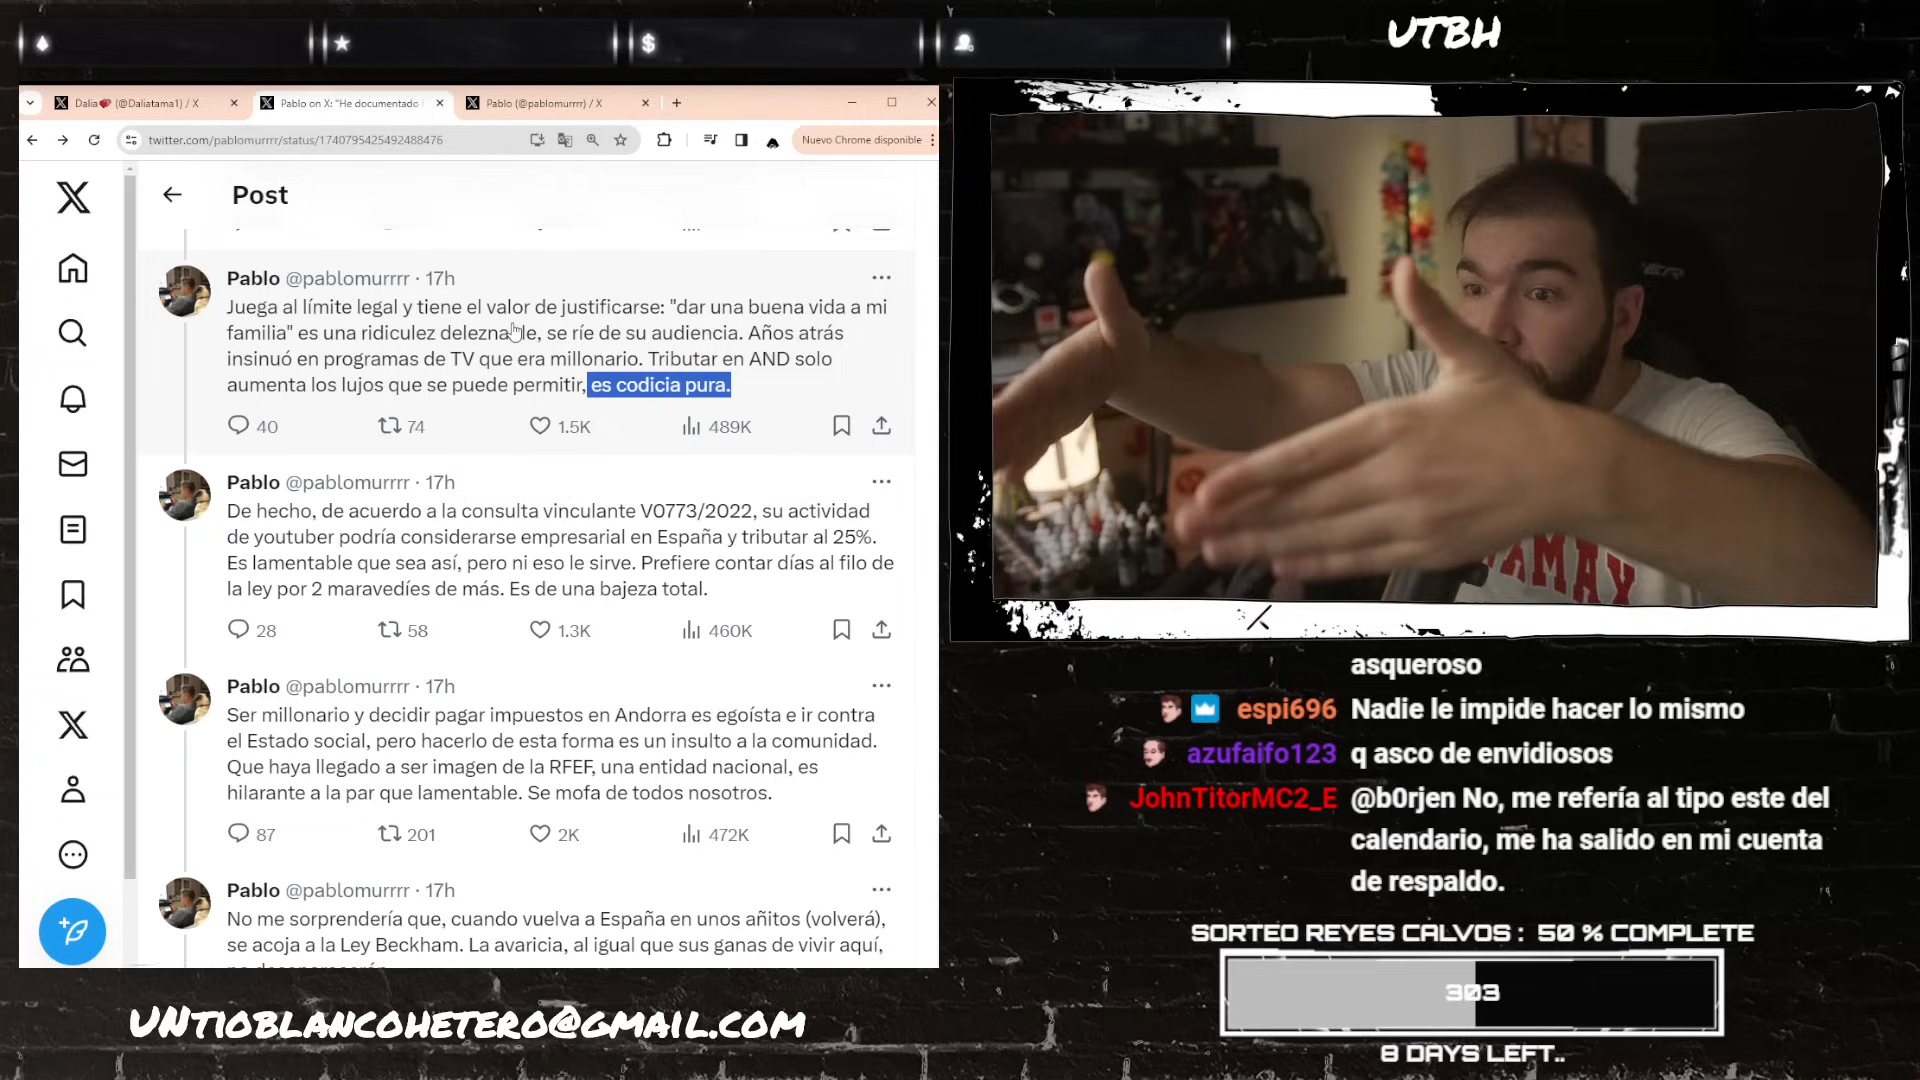 UTBH
Dalia (@Daliatama1) / X
Pablo on X: "He documentado
Pablo (@pablomurrrr) / X
twitter.com/pablomurrrr/status/1740795425492488476
Nuevo Chrome disponible
Post
Pablo @pablomurrrr · 17h
Juega al límite legal y tiene el valor de justificarse: "dar una buena vida a mi
familia" es una ridiculez deleznable, se ríe de su audiencia. Años atrás
insinuó en programas de TV que era millonario. Tributar en AND solo
aumenta los lujos que se puede permitir, es codicia pura.
40 74 1.5K 489K
Pablo @pablomurrrr · 17h
De hecho, de acuerdo a la consulta vinculante V0773/2022, su actividad
de youtuber podría considerarse empresarial en España y tributar al 25%.
Es lamentable que sea así, pero ni eso le sirve. Prefiere contar días al filo de
la ley por 2 maravedíes de más. Es de una bajeza total.
28 58 1.3K 460K
Pablo @pablomurrrr · 17h
Ser millonario y decidir pagar impuestos en Andorra es egoísta e ir contra
el Estado social, pero hacerlo de esta forma es un insulto a la comunidad.
Que haya llegado a ser imagen de la RFEF, una entidad nacional, es
hilarante a la par que lamentable. Se mofa de todos nosotros.
87 201 2K 472K
Pablo @pablomurrrr · 17h
No me sorprendería que, cuando vuelva a España en unos añitos (volverá),
se acoja a la Ley Beckham. La avaricia, al igual que sus ganas de vivir aquí,
asqueroso
espi696 Nadie le impide hacer lo mismo
azufaifo123 q asco de envidiosos
JohnTitorMC2_E @b0rjen No, me refería al tipo este del
calendario, me ha salido en mi cuenta
de respaldo.
SORTEO REYES CALVOS : 50 % COMPLETE
303
8 DAYS LEFT..
UNTIOBLANCOHETERO@GMAIL.COM